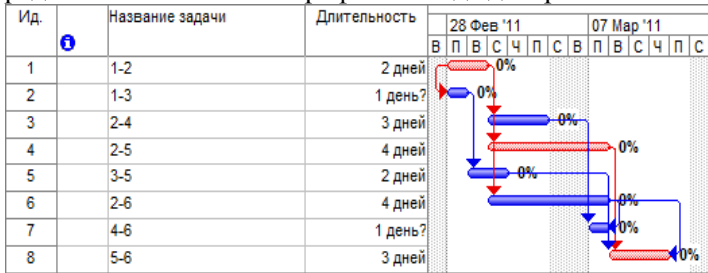 Ид. Название задачи Длительность 28 Фев '11 07 Мар '11
В П В С Ч П С В П В С Ч П С
1 1-2 2 дней 0%
2 1-3 1 день? 0%
3 2-4 3 дней 0%
4 2-5 4 дней 0%
5 3-5 2 дней 0%
6 2-6 4 дней 0%
7 4-6 1 день? 0%
8 5-6 3 дней 0%